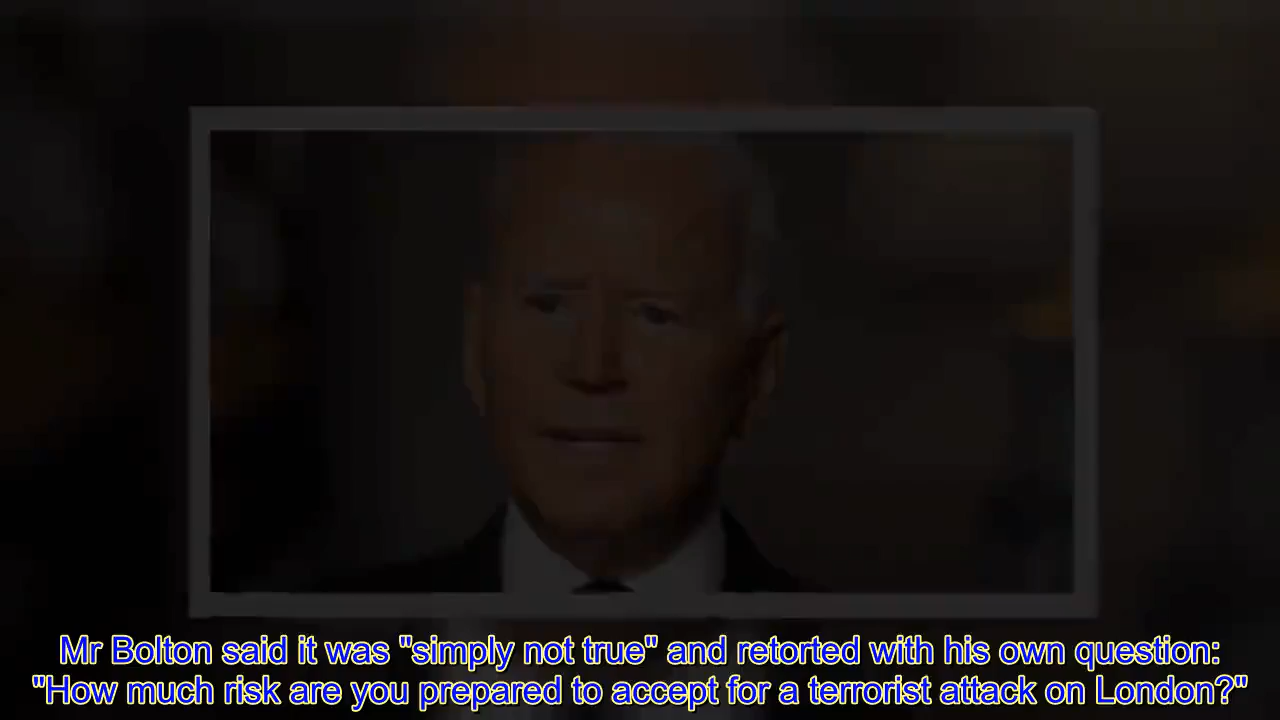 Mr Bolton said it was "simply not true" and retorted with his own question:
"How much risk are you prepared to accept for a terrorist attack on London?"